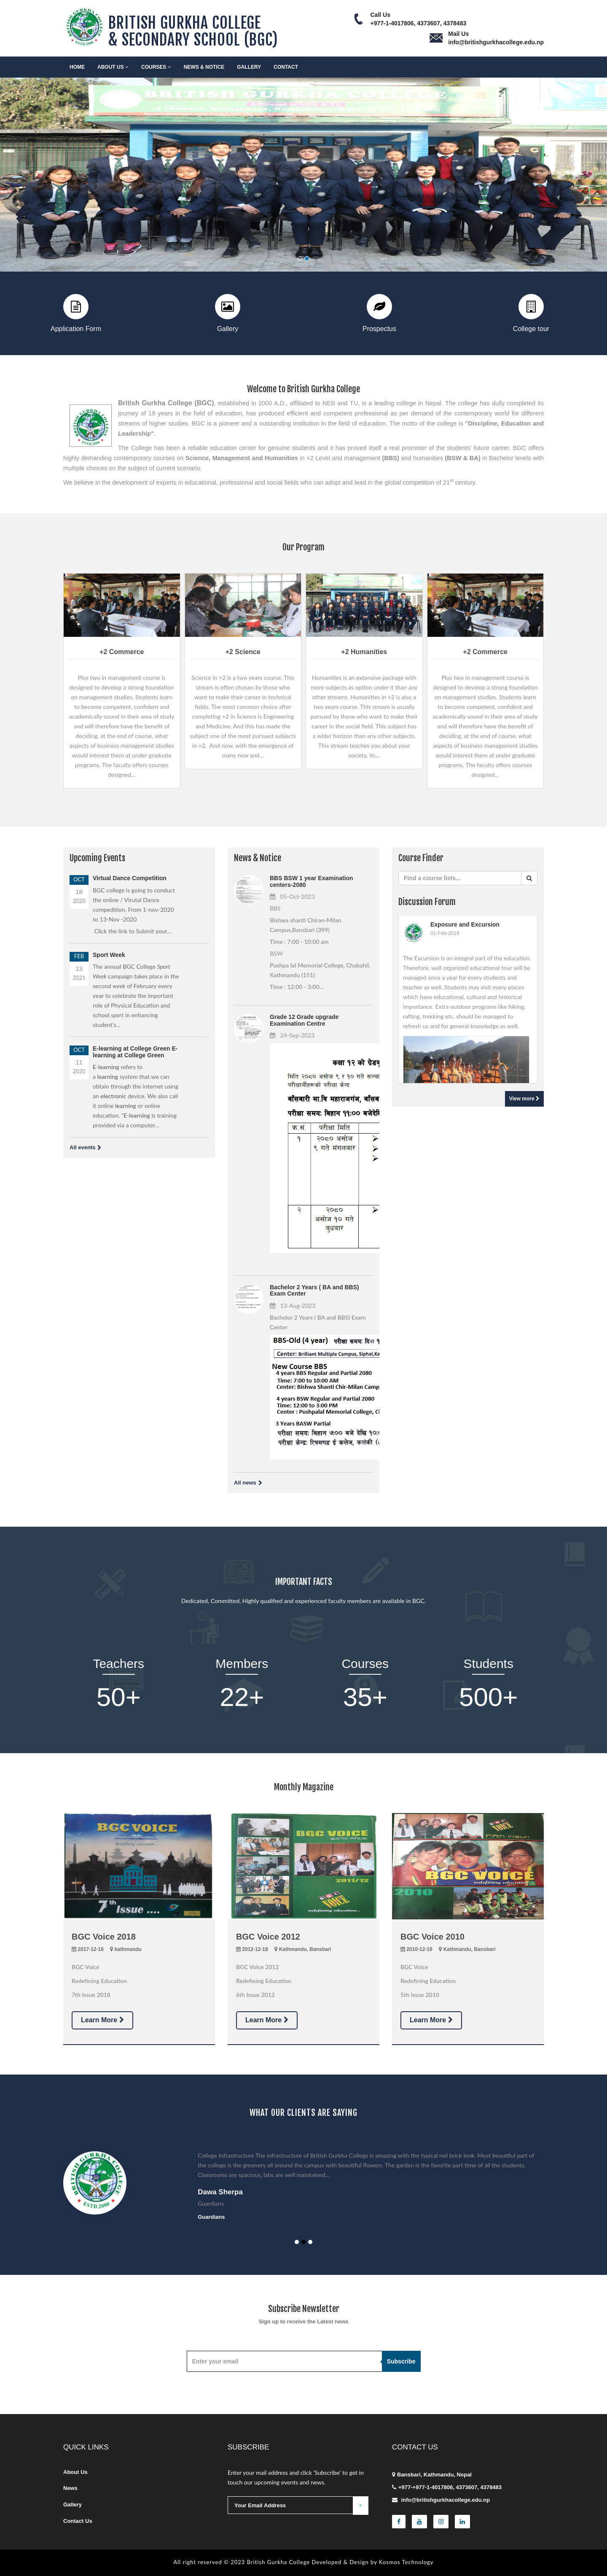 BRITISH GURKHA COLLEGE
& SECONDARY SCHOOL (BGC)
Call Us
+977-1-4017806, 4373607, 4378483
Mail Us
info@britishgurkhacollege.edu.np
HOME ABOUT US COURSES NEWS & NOTICE GALLERY CONTACT
Application Form
Gallery
Prospectus
College tour
Welcome to British Gurkha College
British Gurkha College (BGC), established in 2000 A.D., affiliated to NEB and TU, is a leading college in Nepal. The college has dully completed its
journey of 19 years in the field of education, has produced efficient and competent professional as per demand of the contemporary world for different
streams of higher studies. BGC is a pioneer and a outstanding institution in the field of education. The motto of the college is "Discipline, Education and
Leadership".
The College has been a reliable education center for genuine students and it has proved itself a real promoter of the students' future career. BGC offers
highly demanding contemporary courses on Science, Management and Humanities in +2 Level and management (BBS) and humanities (BSW & BA) in Bachelor levels with
multiple choices on the subject of current scenario.
We believe in the development of experts in educational, professional and social fields who can adopt and lead in the global competition of 21st century.
Our Program
+2 Commerce
Plus two in management course is
designed to develop a strong foundation
on management studies. Students learn
to become competent, confident and
academically sound in their area of study
and will therefore have the benefit of
deciding, at the end of course, what
aspects of business management studies
would interest them at under graduate
programs. The faculty offers courses
designed...
+2 Science
Science in +2 is a two years course. This
stream is often chosen by those who
want to make their career in technical
fields. The most common choice after
completing +2 in Science is Engineering
and Medicine. And this has made the
subject one of the most pursued subjects
in +2. And now, with the emergence of
many new and...
+2 Humanities
Humanities is an extensive package with
more subjects as option under it than any
other streams. Humanities in +2 is also a
two years course. This stream is usually
pursued by those who want to make their
career in the social field. This subject has
a wider horizon than any other subjects.
This stream teaches you about your
society, its...
+2 Commerce
Plus two in management course is
designed to develop a strong foundation
on management studies. Students learn
to become competent, confident and
academically sound in their area of study
and will therefore have the benefit of
deciding, at the end of course, what
aspects of business management studies
would interest them at under graduate
programs. The faculty offers courses
designed...
Upcoming Events
OCT
18
2020
Virtual Dance Competition
BGC college is going to conduct
the online / Virutal Dance
compedition. From 1-nov-2020
to 13-Nov -2020
Click the link to Submit your...
FEB
13
2021
Sport Week
The annual BGC College Sport
Week campaign takes place in the
second week of February every
year to celebrate the important
role of Physical Education and
school sport in enhancing
student's...
OCT
11
2020
E-learning at College Green E-
learning at College Green
E-learning refers to
a learning system that we can
obtain through the internet using
an electronic device. We also call
it online learning or online
education. "E-learning is training
provided via a computer...
All events
News & Notice
BBS BSW 1 year Examination
centers-2080
05-Oct-2023
BBS
Bishwa shanti Chiran-Milan
Campus,Bansbari (399)
Time : 7:00 - 10:00 am
BSW
Pushpa lal Memorial College, Chabahil.
Kathmandu (151)
Time : 12:00 - 3:00...
Grade 12 Grade upgrade
Examination Centre
24-Sep-2023
कक्षा १२ को ग्रेड
मिति २०८० असोज ९ र १० गते सन्चा
परीक्षार्थीहरुको परीक्षा केन्द्र
बाँसबारी मा.वि महाराजगंज, बाँस
परीक्षा समयः बिहान ११:०० बजेदेखि
क्र.सं. परीक्षा मिति
१ २०८० असोज
९ गते मंगलबार
२ २०८०
असोज १० गते
बुधबार
Bachelor 2 Years ( BA and BBS)
Exam Center
13-Aug-2023
Bachelor 2 Years ( BA and BBS) Exam
Center
BBS-Old (4 year) परीक्षा समयः दिउ १
Center: Brilliant Multiple Campus, Siphal,Ka
New Course BBS
4 years BBS Regular and Partial 2080
Time: 7:00 to 10:00 AM
Center: Bishwa Shanti Chir-Milan Camp
4 years BSW Regular and Partial 2080
Time: 12:00 to 3:00 PM
Center : Pushpalal Memorial College, C
3 Years BASW Partial
परीक्षा समयः बिहान ७:०० बजे देखि १०:
परीक्षा केन्द्रः रिचमण्ड ई कलेज, कलंकी
All news
Course Finder
Find a course lists...
Discussion Forum
Exposure and Excursion
01-Feb-2018
The Excursion is an integral part of the education.
Therefore, well organized educational tour will be
managed once a year for every students and
teacher as well. Students may visit many places
which have educational, cultural and historical
importance. Extra outdoor programs like hiking,
rafting, trekking etc. should be managed to
refresh us and for general knowledge as well.
View more
IMPORTANT FACTS
Dedicated, Committed, Highly qualified and experienced faculty members are available in BGC.
Teachers
50+
Members
22+
Courses
35+
Students
500+
Monthly Magazine
BGC VOICE
7th Issue ....
BGC VOICE
2011/12
BGC VOICE
2010
BGC Voice 2018
2017-12-18 kathmandu
BGC Voice
Redefining Education
7th Issue 2018
Learn More
BGC Voice 2012
2012-12-18 Kathmandu, Bansbari
BGC Voice 2012
Redefining Education
6th Issue 2012
Learn More
BGC Voice 2010
2010-12-19 Kathmandu, Bansbari
BGC Voice
Redefining Education
5th Issue 2010
Learn More
WHAT OUR CLIENTS ARE SAYING
College Infrastructure The infrastructure of British Gurkha College is amazing with the typical red brick look. Most beautiful part of
the college is the greenery all around the campus with beautiful flowers. The garden is the favorite part time of all the students.
Classrooms are spacious, labs are well maintained...
Dawa Sherpa
Guardians
Guardians
Subscribe Newsletter
Sign up to receive the Latest news
Enter your email
Subscribe
QUICK LINKS
About Us
News
Gallery
Contact Us
SUBSCRIBE
Enter your mail address and click 'Subscribe' to get in
touch our upcoming events and news.
Your Email Address
CONTACT US
Bansbari, Kathmandu, Nepal
+977-+977-1-4017806, 4373607, 4378483
info@britishgurkhacollege.edu.np
All right reserved © 2023 British Gurkha College Developed & Design by Kosmos Technology